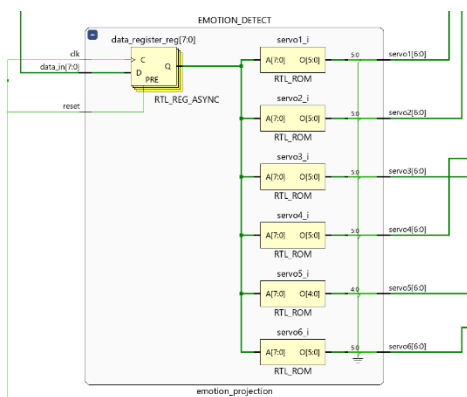 EMOTION_DETECT
data_register_reg[7:0]
clk
data_in[7:0]
reset
C
D
Q
PRE
RTL_REG_ASYNC
servo1_i
A[7:0] O[5:0]
RTL_ROM
5:0
servo1[6:0]
servo2_i
A[7:0] O[5:0]
RTL_ROM
5:0
servo2[6:0]
servo3_i
A[7:0] O[5:0]
RTL_ROM
5:0
servo3[6:0]
servo4_i
A[7:0] O[5:0]
RTL_ROM
5:0
servo4[6:0]
servo5_i
A[7:0] O[4:0]
RTL_ROM
4:0
servo5[6:0]
servo6_i
A[7:0] O[5:0]
RTL_ROM
5:0
servo6[6:0]
emotion_projection